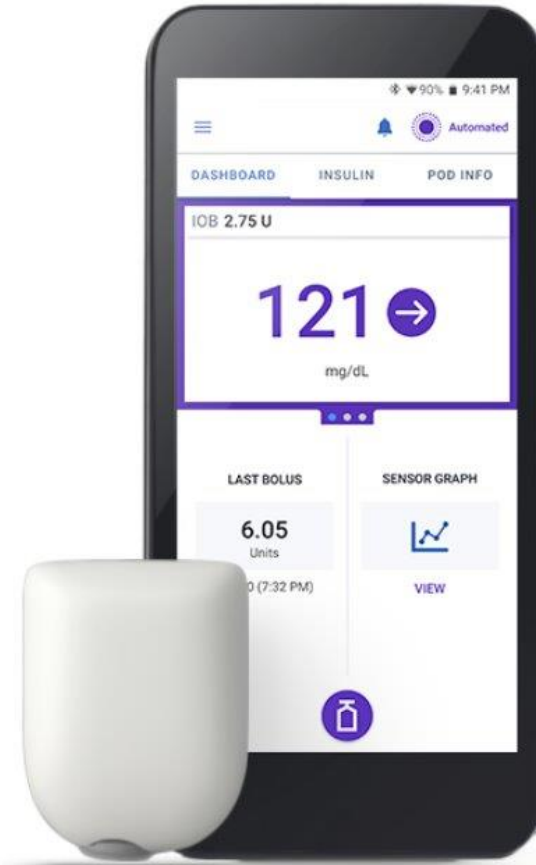 90% 9:41 PM
Automated
DASHBOARD INSULIN POD INFO
IOB 2.75 U
121
mg/dL
LAST BOLUS SENSOR GRAPH
6.05
Units
(7:32 PM) VIEW